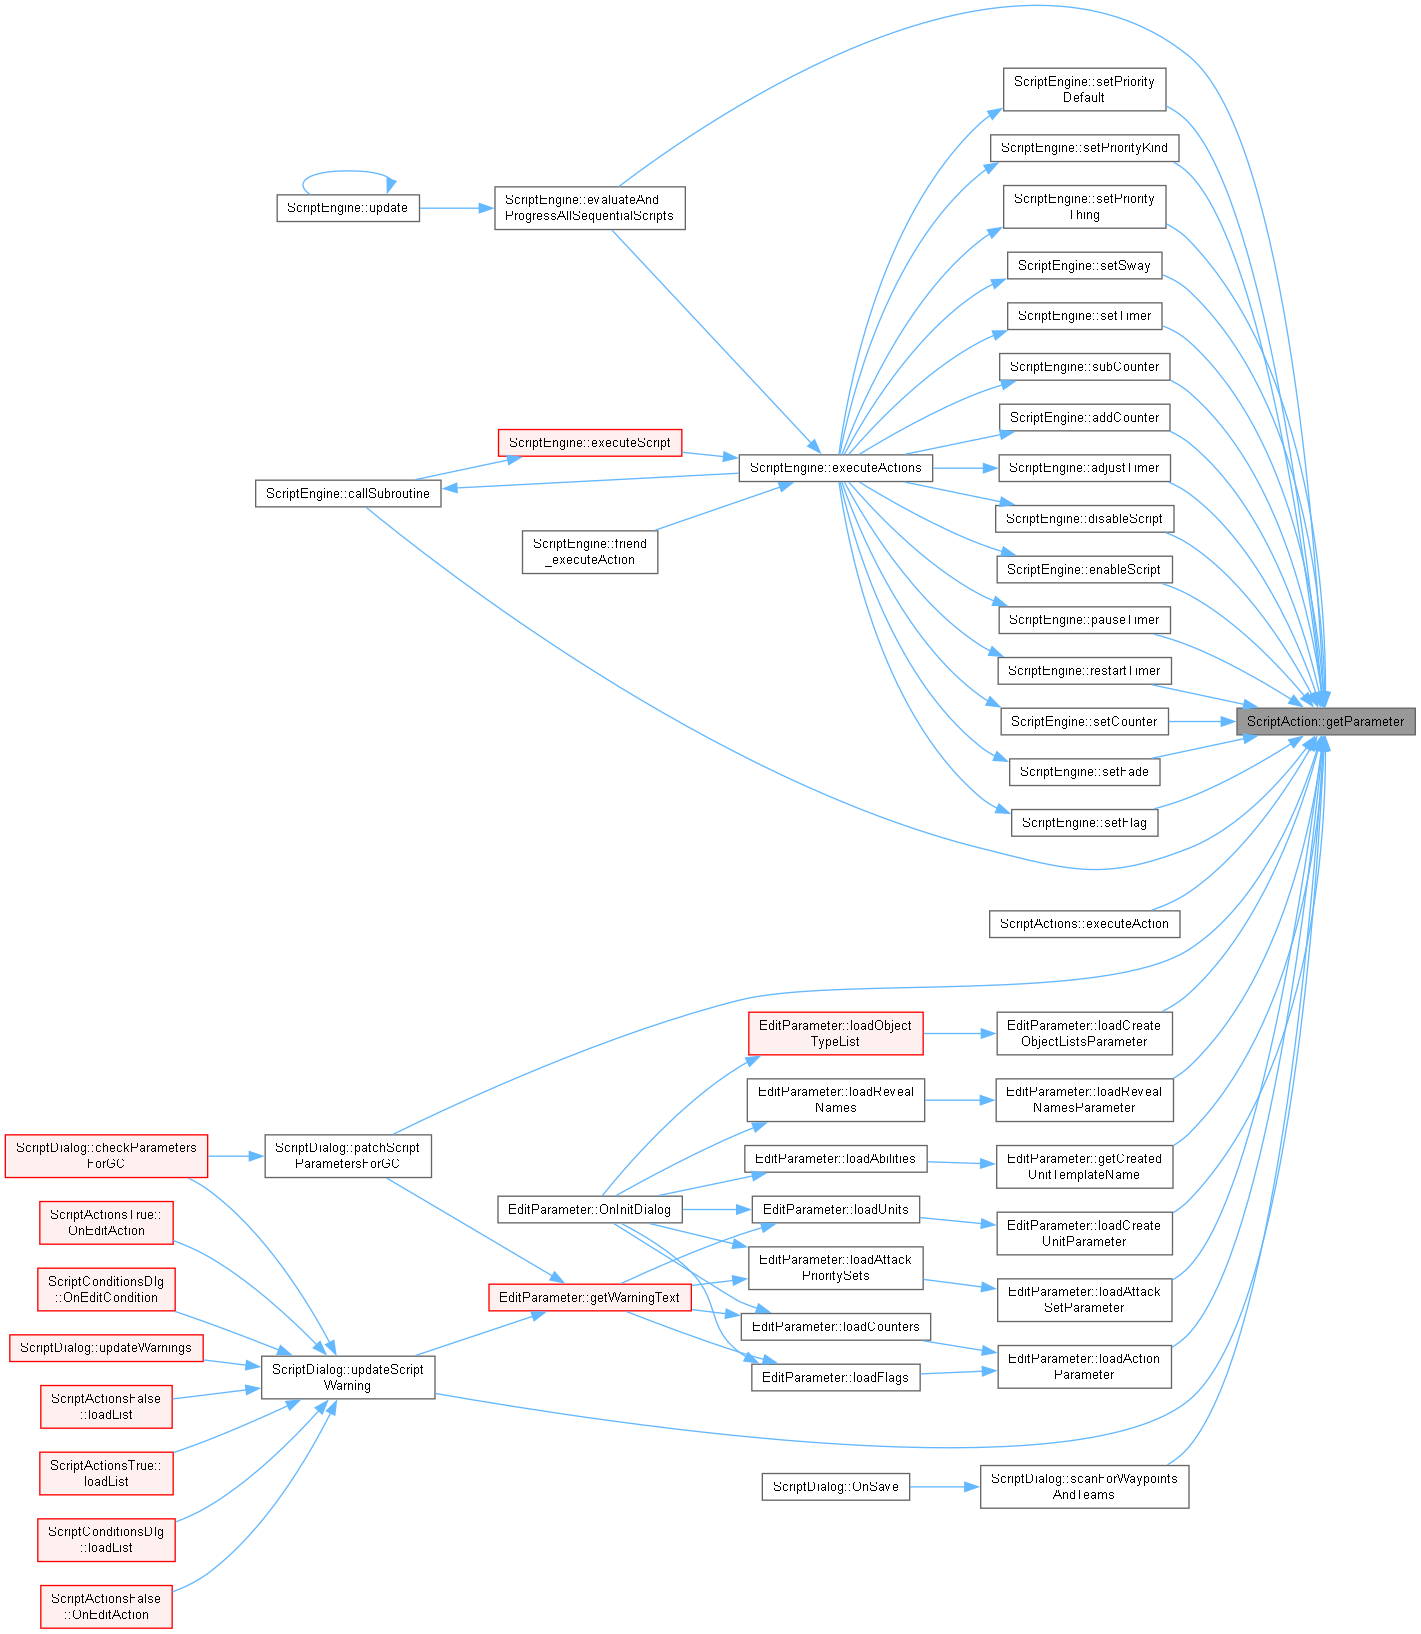 ScriptEngine::setPriority
Default
ScriptEngine::setPriorityKind
ScriptEngine::setPriority
Thing
ScriptEngine::update
ScriptEngine::evaluateAnd
ProgressAllSequentialScripts
ScriptEngine::setSway
ScriptEngine::setTimer
ScriptEngine::subCounter
ScriptEngine::addCounter
ScriptEngine::executeScript
ScriptEngine::executeActions
ScriptEngine::adjustTimer
ScriptEngine::callSubroutine
ScriptEngine::disableScript
ScriptEngine::friend
_executeAction
ScriptEngine::enableScript
ScriptEngine::pauseTimer
ScriptEngine::restartTimer
ScriptEngine::setCounter
ScriptAction::getParameter
ScriptEngine::setFade
ScriptEngine::setFlag
ScriptActions::executeAction
EditParameter::loadObject
TypeList
EditParameter::loadCreate
ObjectListsParameter
EditParameter::loadReveal
Names
EditParameter::loadReveal
NamesParameter
ScriptDialog::checkParameters
ForGC
ScriptDialog::patchScript
ParametersForGC
EditParameter::loadAbilities
EditParameter::getCreated
UnitTemplateName
ScriptActionsTrue::
OnEditAction
EditParameter::OnInitDialog
EditParameter::loadUnits
EditParameter::loadCreate
UnitParameter
EditParameter::loadAttack
PrioritySets
ScriptConditionsDlg
::OnEditCondition
EditParameter::getWarningText
EditParameter::loadAttack
SetParameter
EditParameter::loadCounters
ScriptDialog::updateWarnings
ScriptDialog::updateScript
Warning
EditParameter::loadFlags
EditParameter::loadAction
Parameter
ScriptActionsFalse
::loadList
ScriptActionsTrue::
loadList
ScriptDialog::OnSave
ScriptDialog::scanForWaypoints
AndTeams
ScriptConditionsDlg
::loadList
ScriptActionsFalse
::OnEditAction